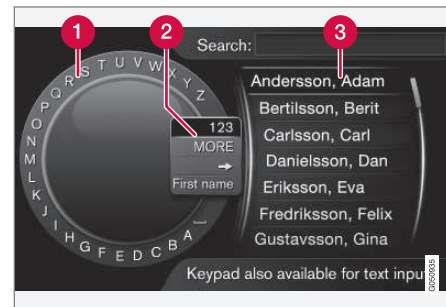 1
2
3
Search:
A B C D E F G H I J K L M N O P Q R S T U V W X Y Z
123
MORE
First name
Andersson, Adam
Bertilsson, Berit
Carlsson, Carl
Danielsson, Dan
Eriksson, Eva
Fredriksson, Felix
Gustavsson, Gina
Keypad also available for text input
G050935